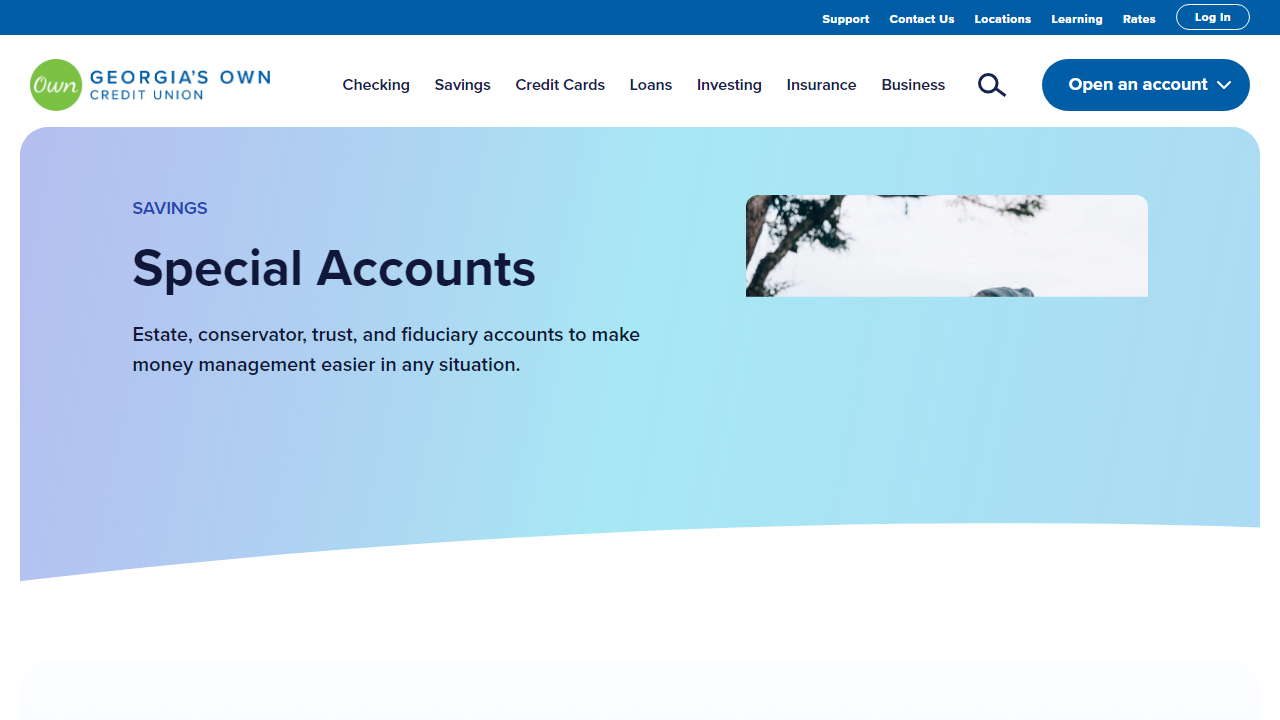 Support Contact Us Locations Learning Rates Log In
Own GEORGIA'S OWN
CREDIT UNION
Checking Savings Credit Cards Loans Investing Insurance Business Open an account
SAVINGS
Special Accounts
Estate, conservator, trust, and fiduciary accounts to make
money management easier in any situation.